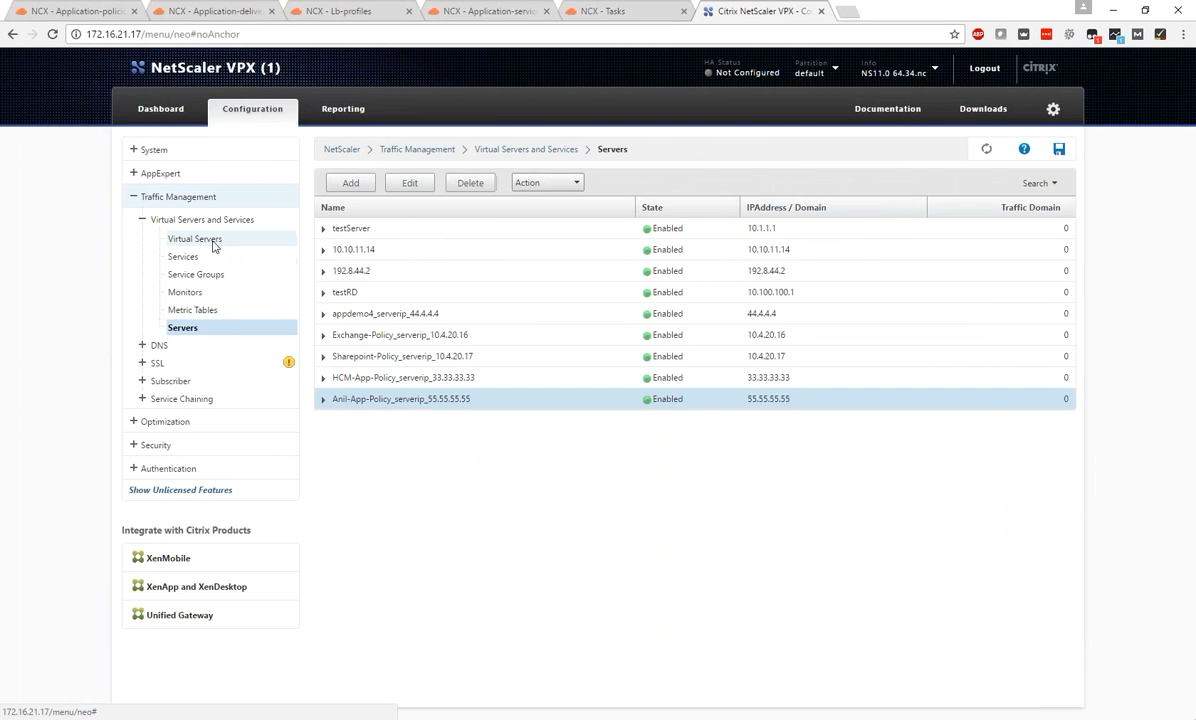 NCX - Application-polic
NCX - Application-delive
NCX - Lb-profiles
NCX - Application-servic
NCX - Tasks
Citrix NetScaler VPX - Co
172.16.21.17/menu/neo#noAnchor
NetScaler VPX (1)
HA Status
Not Configured
Partition
default
Info
NS11.0 64.34.nc
Logout
CİTRIX
Dashboard
Configuration
Reporting
Documentation
Downloads
System
AppExpert
Traffic Management
Virtual Servers and Services
Virtual Servers
Services
Service Groups
Monitors
Metric Tables
Servers
DNS
SSL
Subscriber
Service Chaining
Optimization
Security
Authentication
Show Unlicensed Features
Integrate with Citrix Products
XenMobile
XenApp and XenDesktop
Unified Gateway
NetScaler > Traffic Management > Virtual Servers and Services > Servers
Add Edit Delete Action Search
Name State IPAddress / Domain Traffic Domain
testServer Enabled 10.1.1.1 0
10.10.11.14 Enabled 10.10.11.14 0
192.8.44.2 Enabled 192.8.44.2 0
testRD Enabled 10.100.100.1 0
appdemo4_serverip_44.4.4.4 Enabled 44.4.4.4 0
Exchange-Policy_serverip_10.4.20.16 Enabled 10.4.20.16 0
Sharepoint-Policy_serverip_10.4.20.17 Enabled 10.4.20.17 0
HCM-App-Policy_serverip_33.33.33.33 Enabled 33.33.33.33 0
Anil-App-Policy_serverip_55.55.55.55 Enabled 55.55.55.55 0
172.16.21.17/menu/neo#